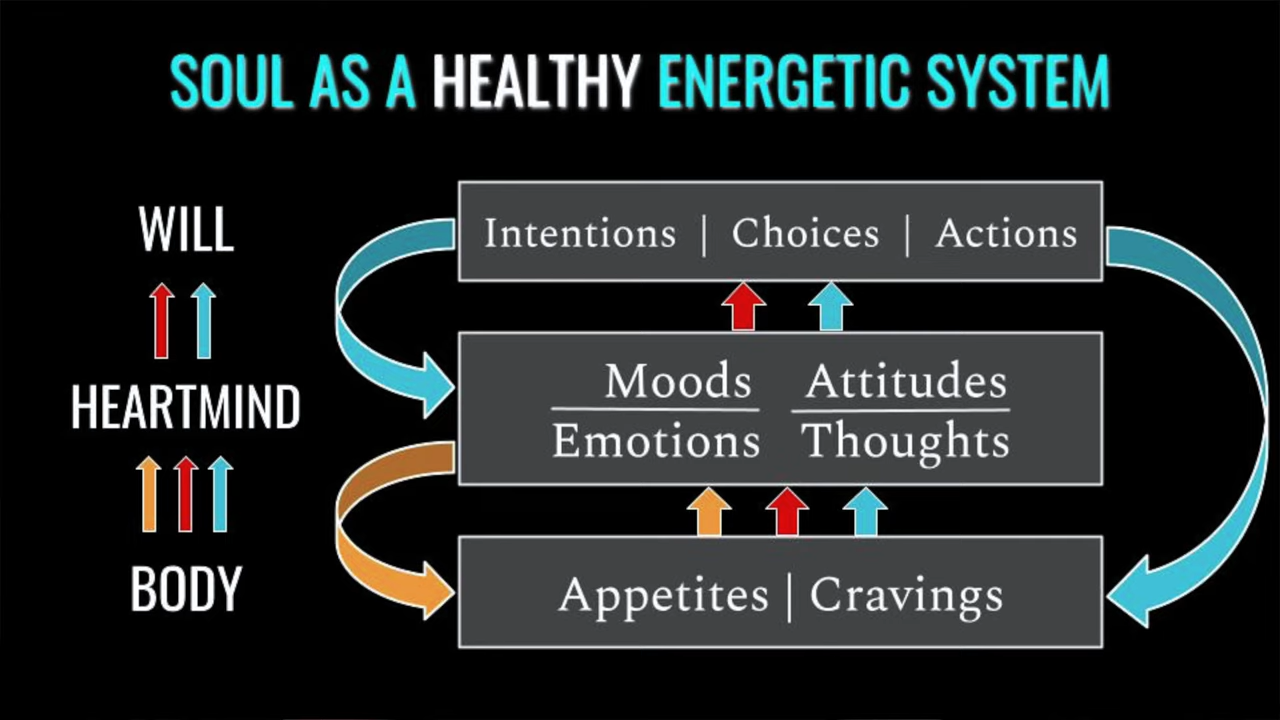 SOUL AS A HEALTHY ENERGETIC SYSTEM
WILL
Intentions | Choices | Actions
HEARTMIND
Moods Attitudes
Emotions Thoughts
BODY
Appetites | Cravings